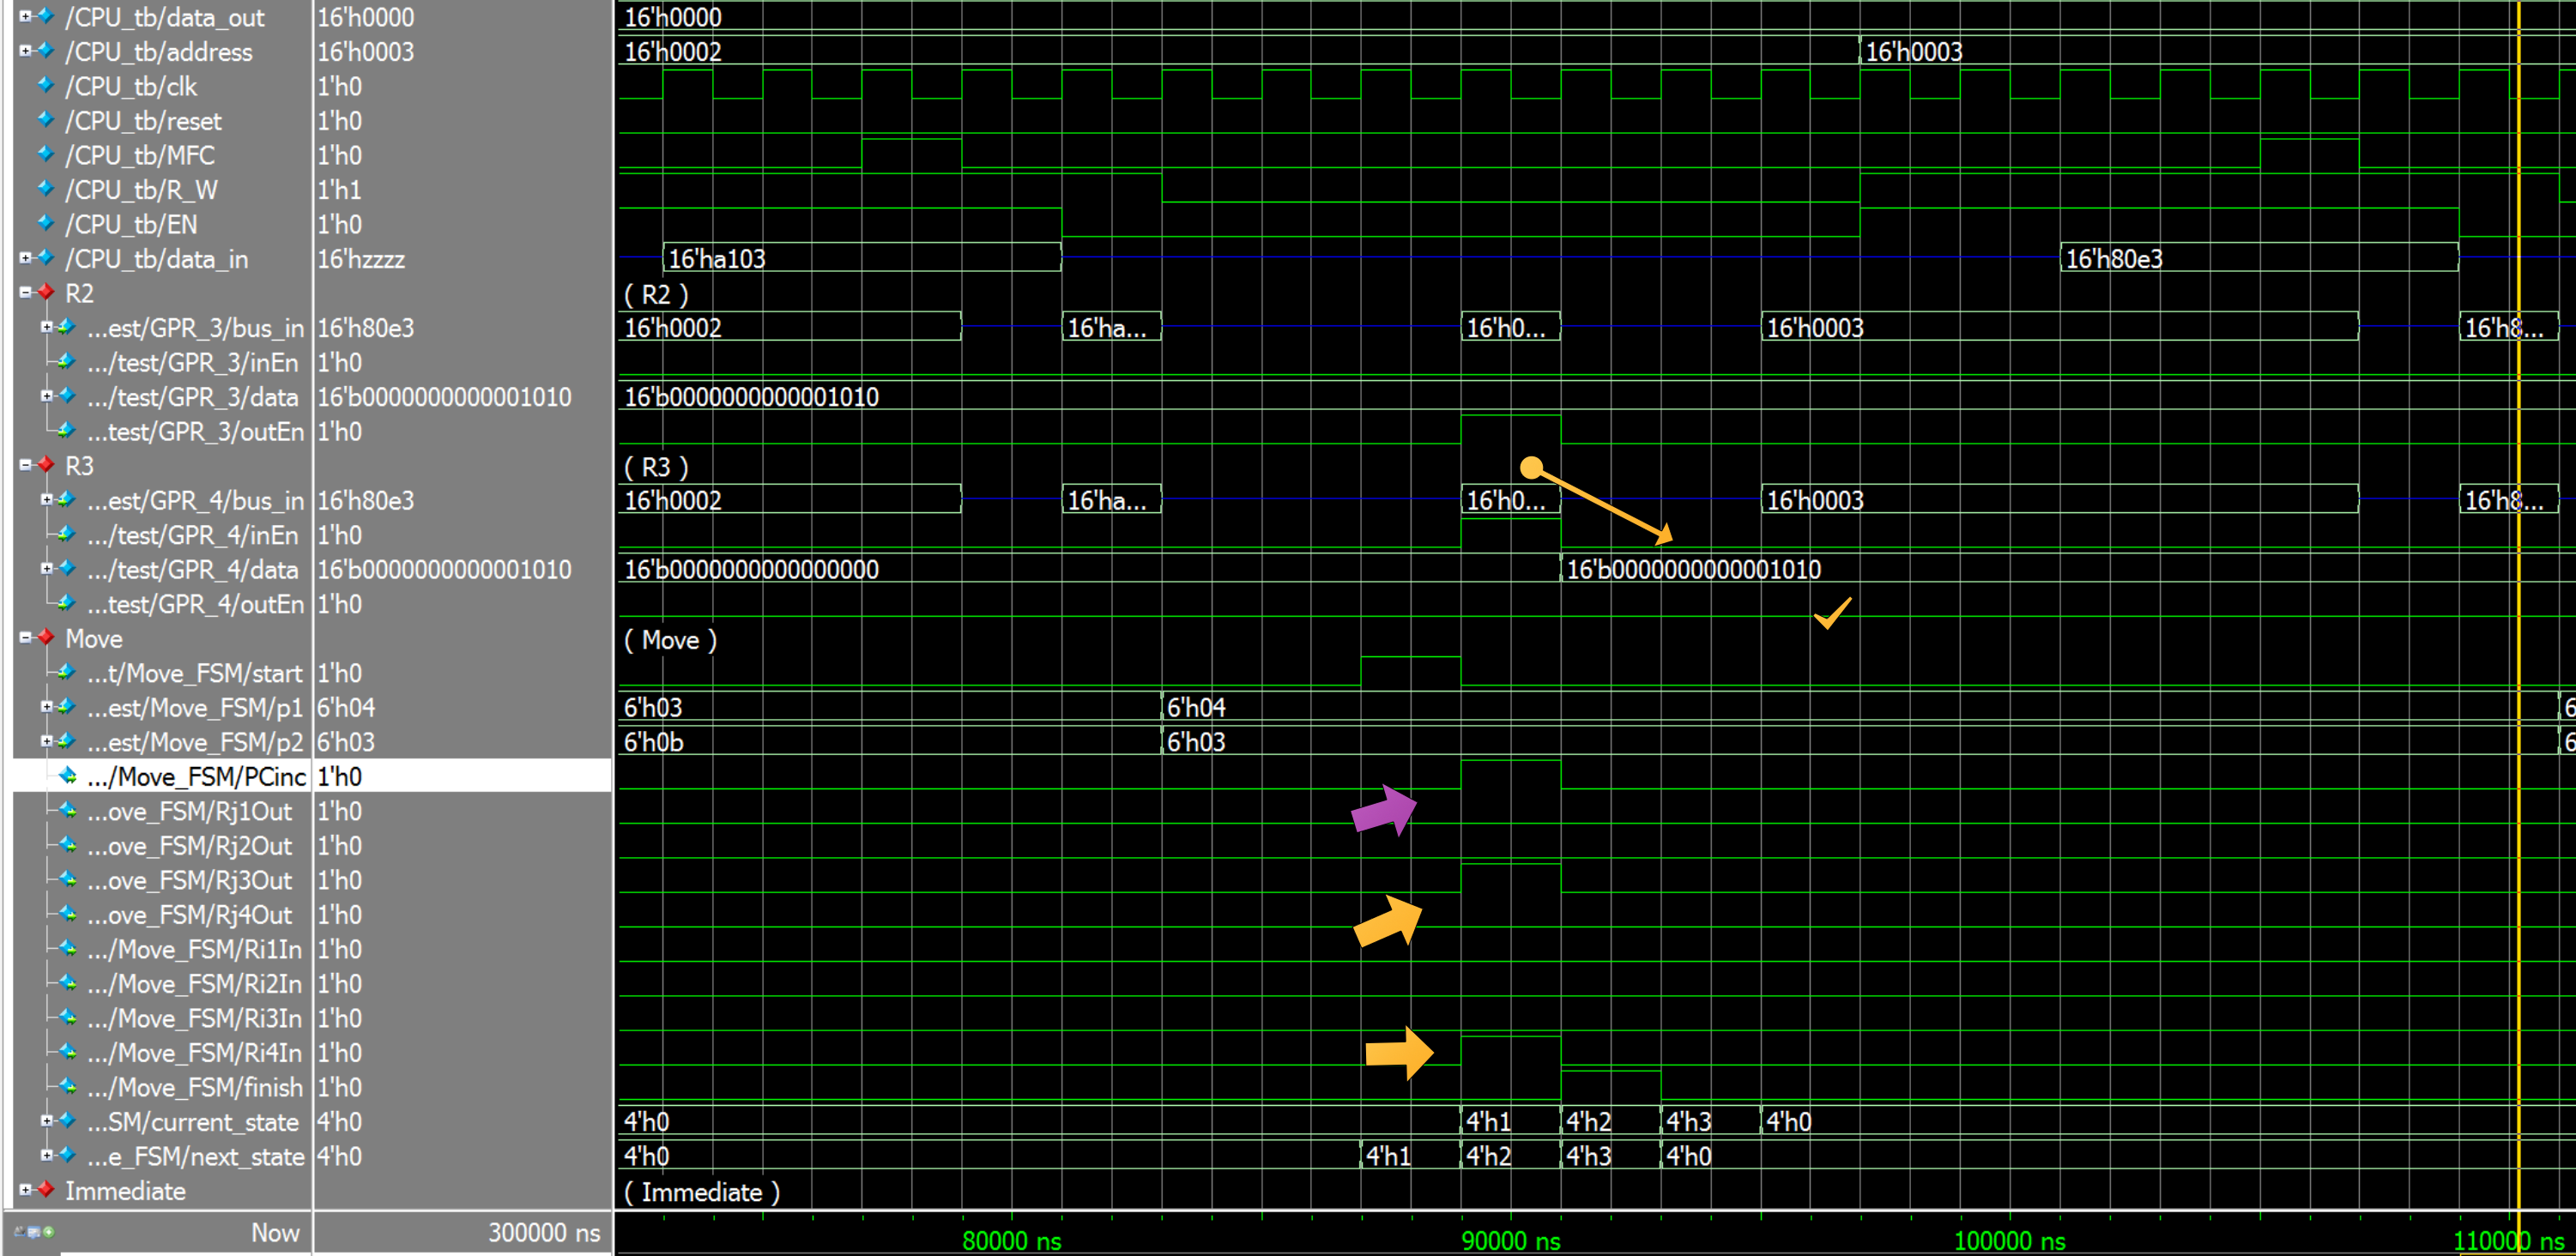 /CPU_tb/data_out 16'h0000 16'h0000
/CPU_tb/address 16'h0003 16'h0002 16'h0003
/CPU_tb/clk 1'h0
/CPU_tb/reset 1'h0
/CPU_tb/MFC 1'h0
/CPU_tb/R_W 1'h1
/CPU_tb/EN 1'h0
/CPU_tb/data_in 16'hzzzz 16'ha103 16'h80e3
R2 ( R2 )
...est/GPR_3/bus_in 16'h80e3 16'h0002 16'ha... 16'h0... 16'h0003 16'h8...
.../test/GPR_3/inEn 1'h0
.../test/GPR_3/data 16'b0000000000001010 16'b0000000000001010
...test/GPR_3/outEn 1'h0
R3 ( R3 )
...est/GPR_4/bus_in 16'h80e3 16'h0002 16'ha... 16'h0... 16'h0003 16'h8...
.../test/GPR_4/inEn 1'h0
.../test/GPR_4/data 16'b0000000000001010 16'b0000000000000000 16'b0000000000001010
...test/GPR_4/outEn 1'h0
Move ( Move )
...t/Move_FSM/start 1'h0
...est/Move_FSM/p1 6'h04 6'h03 6'h04 6
...est/Move_FSM/p2 6'h03 6'h0b 6'h03 6
.../Move_FSM/PCinc 1'h0
...ove_FSM/Rj1Out 1'h0
...ove_FSM/Rj2Out 1'h0
...ove_FSM/Rj3Out 1'h0
...ove_FSM/Rj4Out 1'h0
.../Move_FSM/Ri1In 1'h0
.../Move_FSM/Ri2In 1'h0
.../Move_FSM/Ri3In 1'h0
.../Move_FSM/Ri4In 1'h0
.../Move_FSM/finish 1'h0
...SM/current_state 4'h0 4'h0 4'h1 4'h2 4'h3 4'h0
...e_FSM/next_state 4'h0 4'h0 4'h1 4'h2 4'h3 4'h0
Immediate ( Immediate )
Now 300000 ns 80000 ns 90000 ns 100000 ns 110000 ns